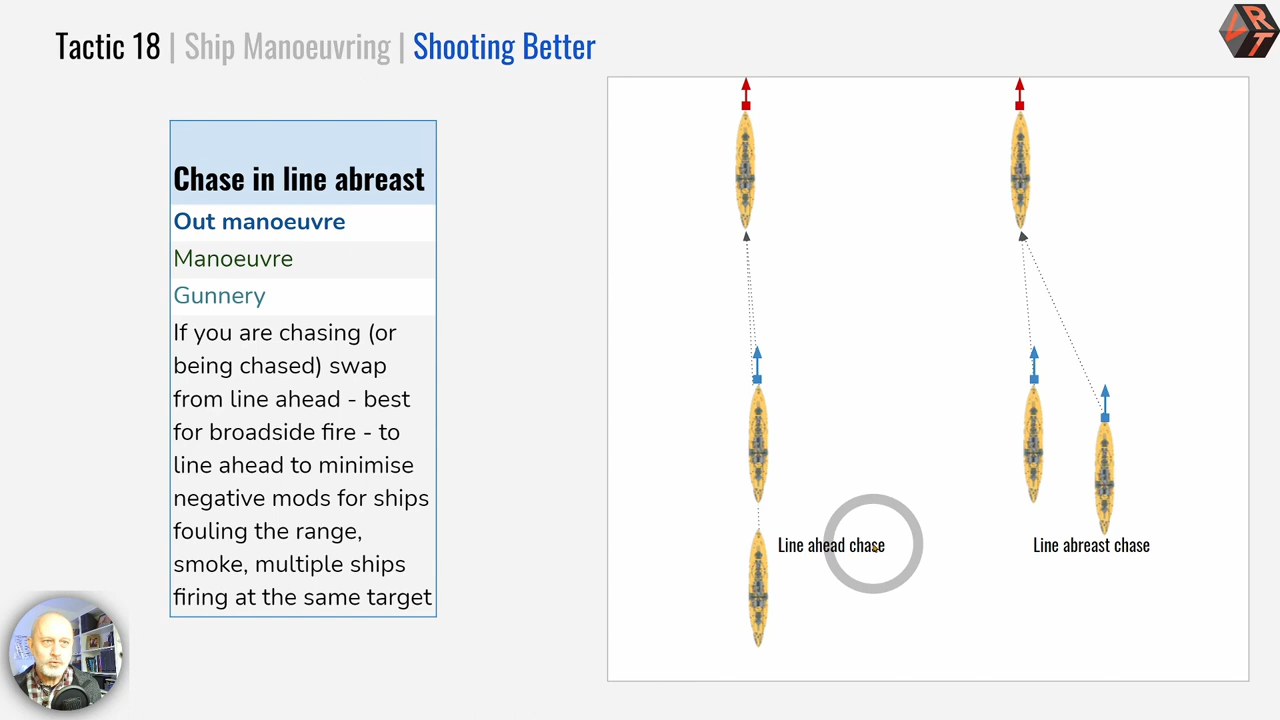 Tactic 18 | Ship Manoeuvring | Shooting Better
RT
Chase in line abreast
Out manoeuvre
Manoeuvre
Gunnery
If you are chasing (or
being chased) swap
from line ahead - best
for broadside fire - to
line ahead to minimise
negative mods for ships
fouling the range,
smoke, multiple ships
firing at the same target
Line ahead chase
Line abreast chase